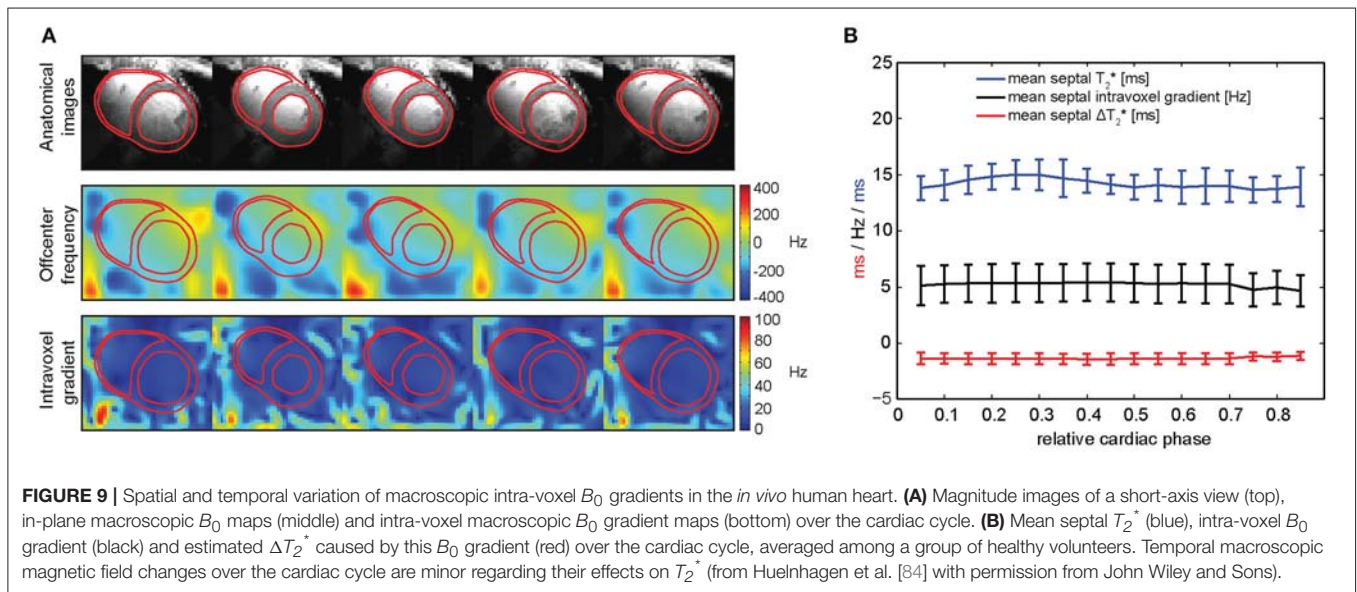 A
Anatomical
images
Offcenter
frequency
400
200
0
-200
-400
Hz
Intravoxel
gradient
100
80
60
40
20
0
Hz
B
mean septal T2* [ms]
mean septal intravoxel gradient [Hz]
mean septal ΔT2* [ms]
ms / Hz / ms
25
20
15
10
5
0
−5
0 0.1 0.2 0.3 0.4 0.5 0.6 0.7 0.8
relative cardiac phase
FIGURE 9 | Spatial and temporal variation of macroscopic intra-voxel B0 gradients in the in vivo human heart. (A) Magnitude images of a short-axis view (top),
in-plane macroscopic B0 maps (middle) and intra-voxel macroscopic B0 gradient maps (bottom) over the cardiac cycle. (B) Mean septal T2* (blue), intra-voxel B0
gradient (black) and estimated ΔT2* caused by this B0 gradient (red) over the cardiac cycle, averaged among a group of healthy volunteers. Temporal macroscopic
magnetic field changes over the cardiac cycle are minor regarding their effects on T2* (from Huelnhagen et al. [84] with permission from John Wiley and Sons).